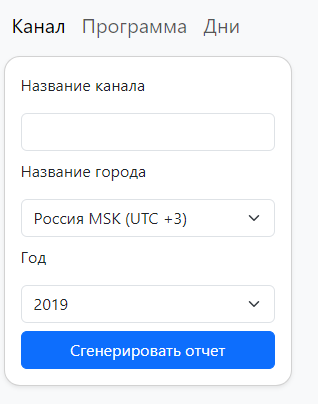 Канал Программа Дни
Название канала
Название города
Россия MSK (UTC +3)
Год
2019
Сгенерировать отчет